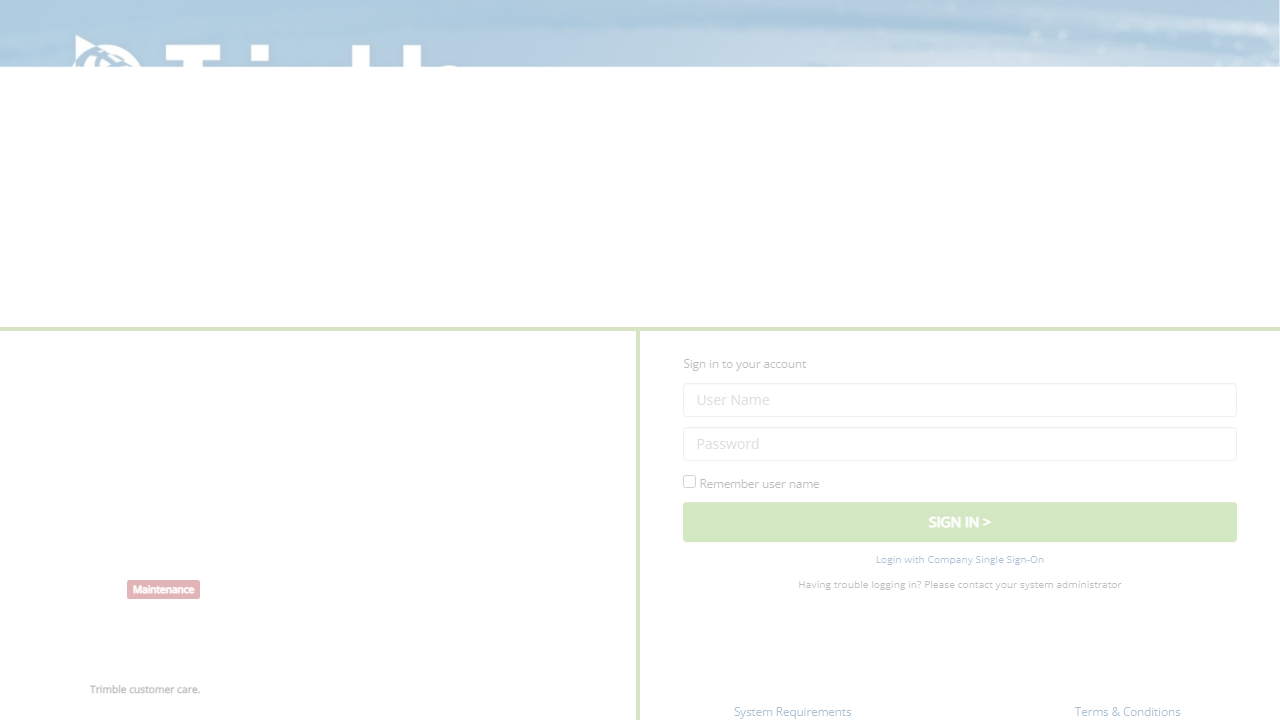 Sign in to your account
User Name
Password
Remember user name
SIGN IN >
Login with Company Single Sign-On
Having trouble logging in? Please contact your system administrator
Maintenance
Trimble customer care.
System Requirements
Terms & Conditions